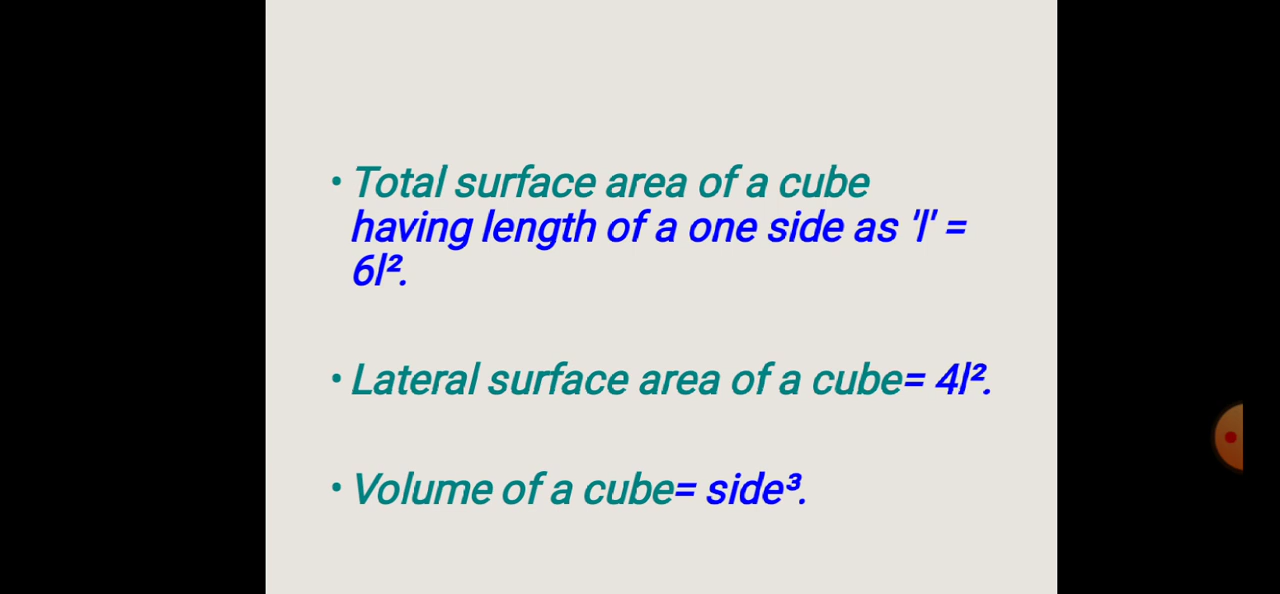 • Total surface area of a cube
having length of a one side as 'l' =
6l².
• Lateral surface area of a cube= 4l².
• Volume of a cube= side³.